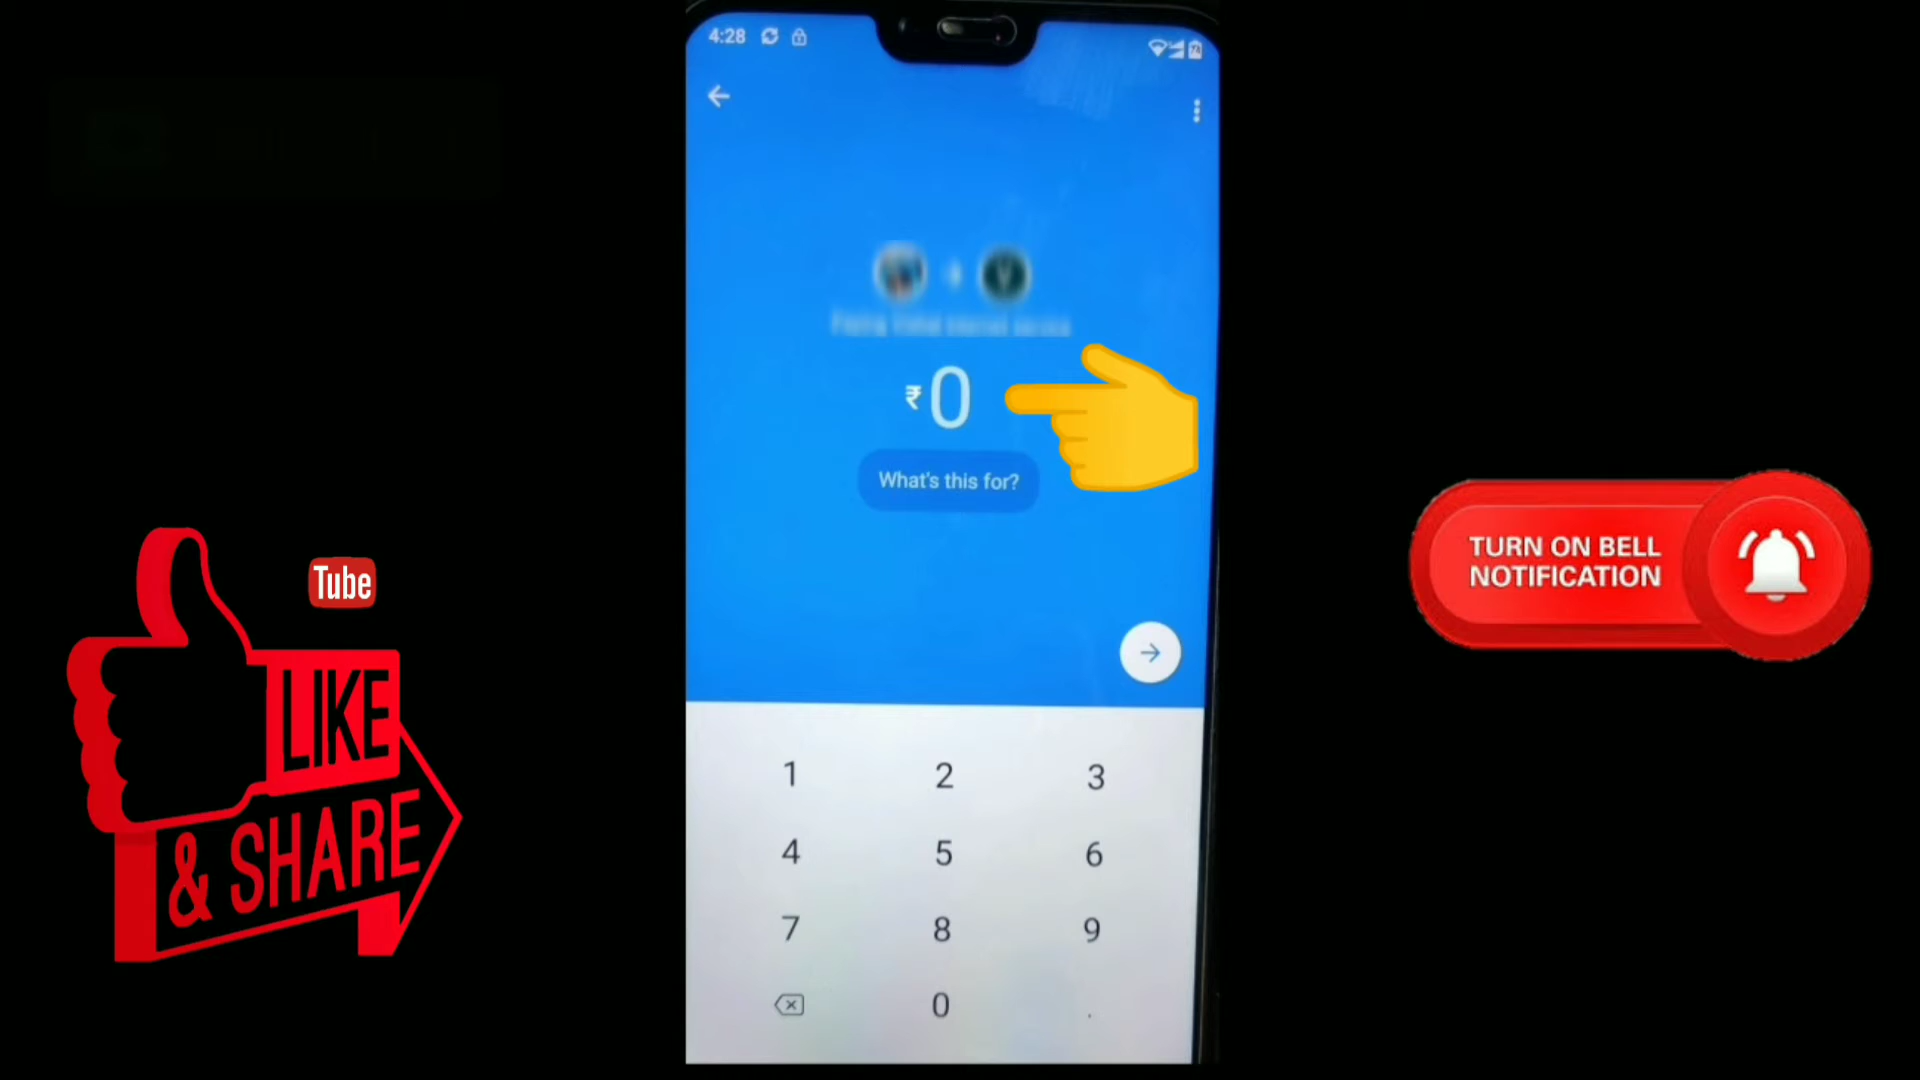 4:28
74
₹0
What's this for?
1 2 3
4 5 6
7 8 9
0 .
Tube
LIKE
& SHARE
TURN ON BELL
NOTIFICATION